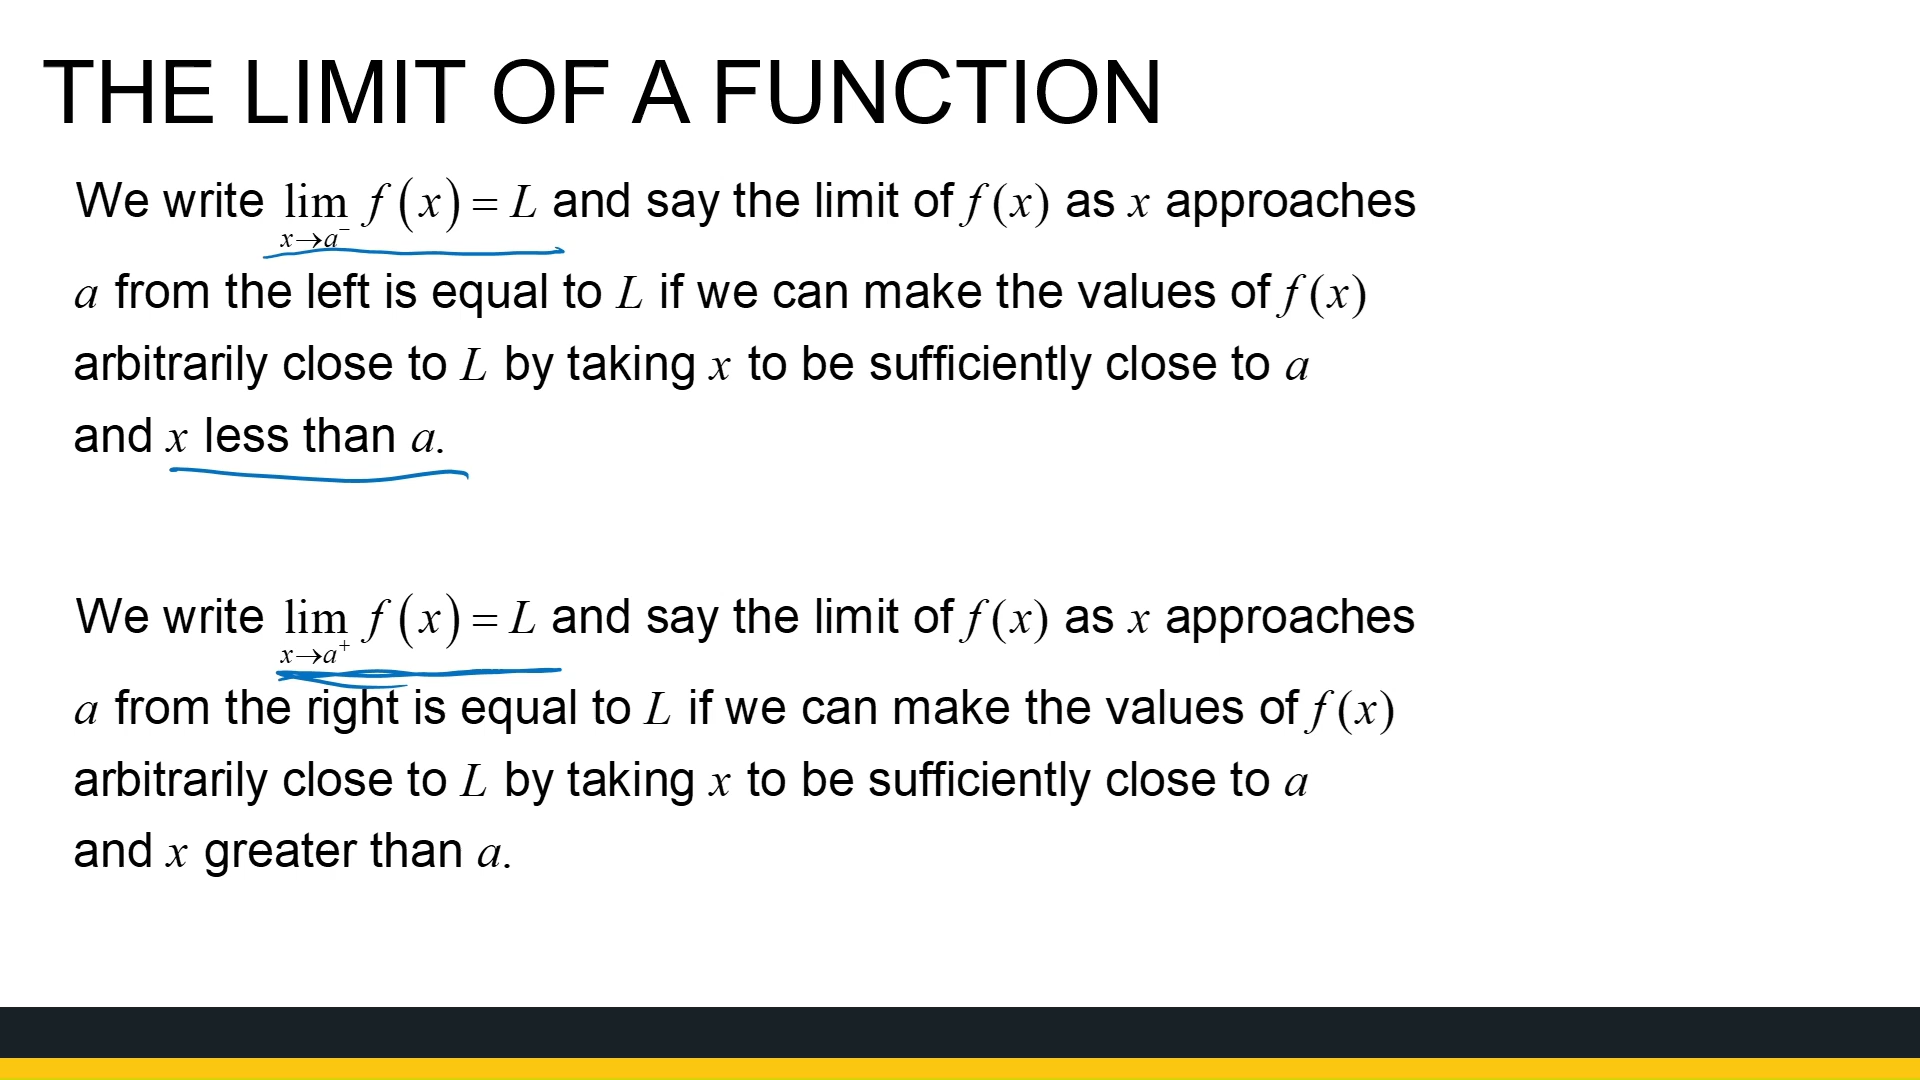 THE LIMIT OF A FUNCTION
We write lim x→a⁻ f(x) = L and say the limit of f(x) as x approaches
a from the left is equal to L if we can make the values of f(x)
arbitrarily close to L by taking x to be sufficiently close to a
and x less than a.
We write lim x→a⁺ f(x) = L and say the limit of f(x) as x approaches
a from the right is equal to L if we can make the values of f(x)
arbitrarily close to L by taking x to be sufficiently close to a
and x greater than a.